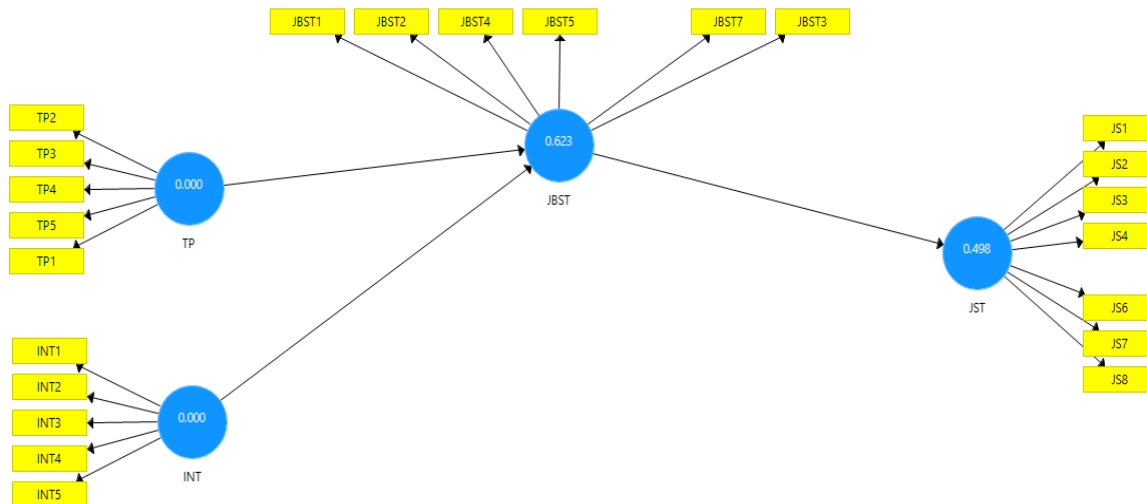 JBST1
JBST2
JBST4
JBST5
JBST7
JBST3
TP2
TP3
TP4
TP5
TP1
0.000
TP
0.623
JBST
JS1
JS2
JS3
JS4
JS6
JS7
JS8
0.498
JST
INT1
INT2
INT3
INT4
INT5
0.000
INT